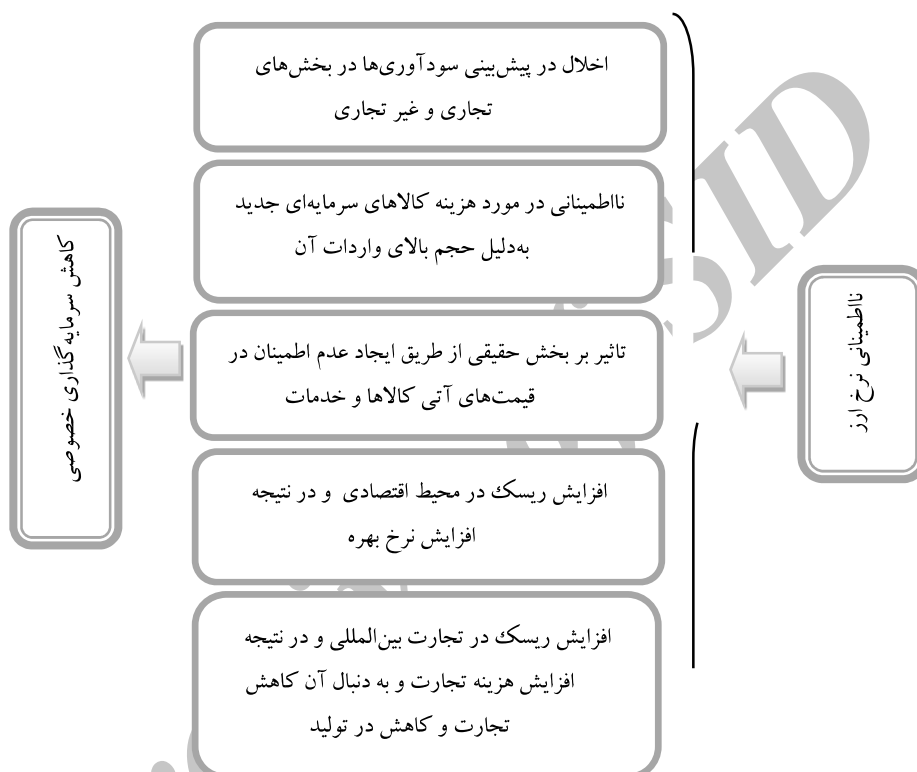 نااطمینانی نرخ ارز
اخلال در پیش‌بینی سودآوری‌ها در بخش‌های
تجاری و غیر تجاری
نااطمینانی در مورد هزینه کالاهای سرمایه‌ای جدید
به‌دلیل حجم بالای واردات آن
تاثیر بر بخش حقیقی از طریق ایجاد عدم اطمینان در
قیمت‌های آتی کالاها و خدمات
افزایش ریسک در محیط اقتصادی و در نتیجه
افزایش نرخ بهره
افزایش ریسک در تجارت بین‌المللی و در نتیجه
افزایش هزینه تجارت و به دنبال آن کاهش
تجارت و کاهش در تولید
کاهش سرمایه گذاری خصوصی
SID